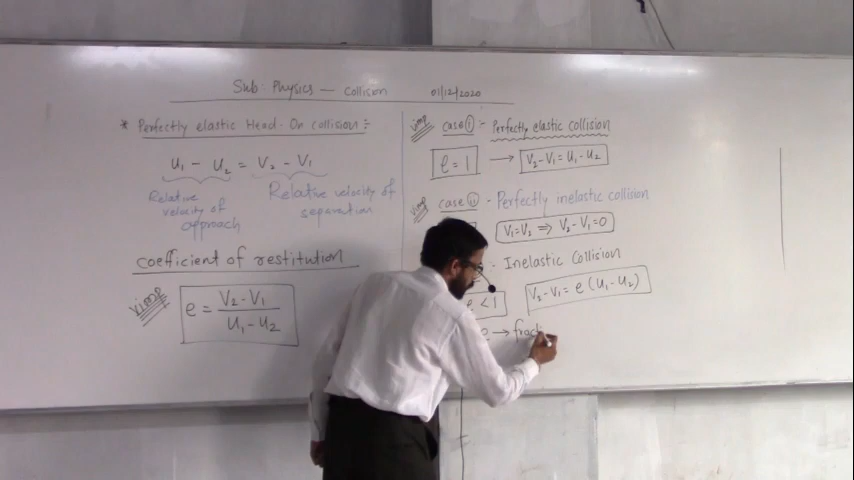 Sub: Physics — Collision 01/12/2020
* Perfectly elastic Head-On collision :-
U₁ - U₂ = V₂ - V₁
Relative velocity of approach
Relative velocity of separation
coefficient of restitution
Vimp
e = V₂-V₁ / U₁-U₂
Vimp case ① :- Perfectly elastic collision
e = 1 → V₂-V₁ = U₁-U₂
Vimp case ② - Perfectly inelastic collision
V₁=V₂ ⇒ V₂-V₁=0
:- Inelastic Collision
< 1 V₂-V₁= e (U₁-U₂)
0 → fracti